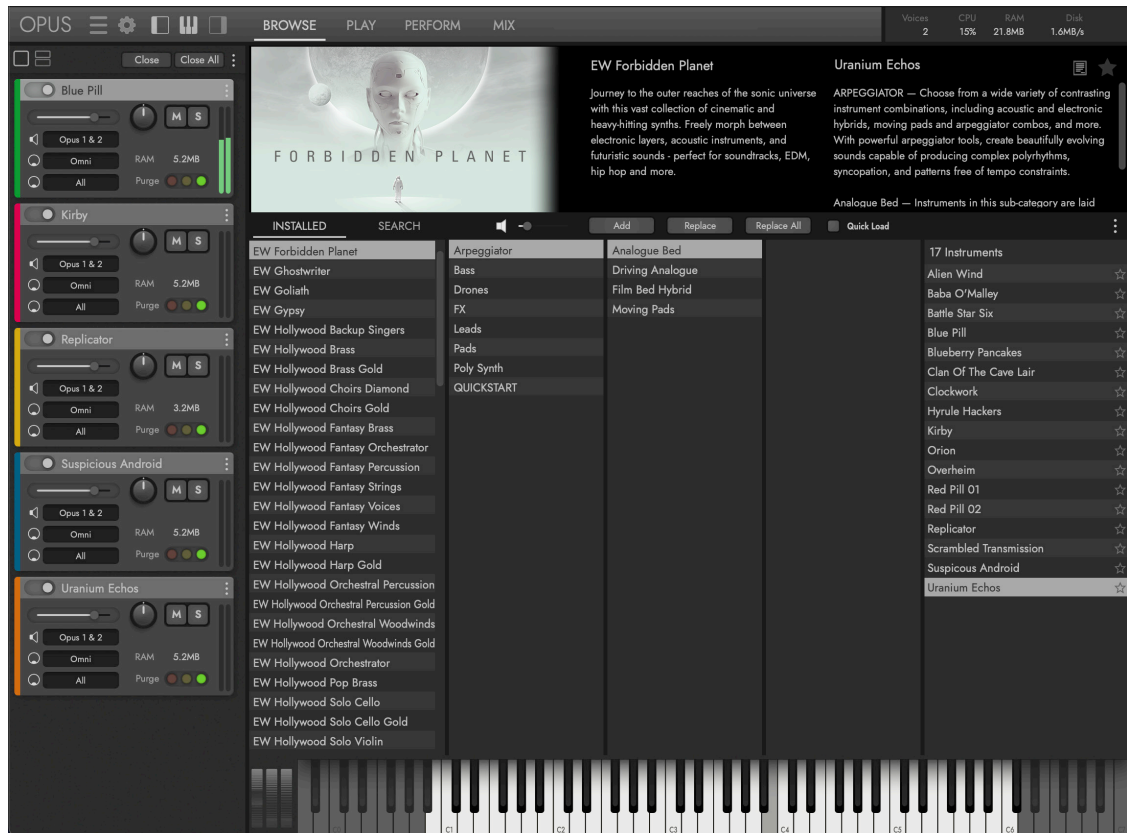 OPUS
BROWSE PLAY PERFORM MIX
Voices CPU RAM Disk
2 15% 21.8MB 1.6MB/s
Close Close All
Blue Pill
M S
Opus 1 & 2
Omni RAM 5.2MB
All Purge
Kirby
M S
Opus 1 & 2
Omni RAM 5.2MB
All Purge
Replicator
M S
Opus 1 & 2
Omni RAM 3.2MB
All Purge
Suspicious Android
M S
Opus 1 & 2
Omni RAM 5.2MB
All Purge
Uranium Echos
M S
Opus 1 & 2
Omni RAM 5.2MB
All Purge
FORBIDDEN PLANET
EW Forbidden Planet
Journey to the outer reaches of the sonic universe
with this vast collection of cinematic and
heavy-hitting synths. Freely morph between
electronic layers, acoustic instruments, and
futuristic sounds - perfect for soundtracks, EDM,
hip hop and more.
Uranium Echos
ARPEGGIATOR — Choose from a wide variety of contrasting
instrument combinations, including acoustic and electronic
hybrids, moving pads and arpeggiator combos, and more.
With powerful arpeggiator tools, create beautifully evolving
sounds capable of producing complex polyrhythms,
syncopation, and patterns free of tempo constraints.
Analogue Bed — Instruments in this sub-category are laid
INSTALLED SEARCH Add Replace Replace All Quick Load
EW Forbidden Planet
EW Ghostwriter
EW Goliath
EW Gypsy
EW Hollywood Backup Singers
EW Hollywood Brass
EW Hollywood Brass Gold
EW Hollywood Choirs Diamond
EW Hollywood Choirs Gold
EW Hollywood Fantasy Brass
EW Hollywood Fantasy Orchestrator
EW Hollywood Fantasy Percussion
EW Hollywood Fantasy Strings
EW Hollywood Fantasy Voices
EW Hollywood Fantasy Winds
EW Hollywood Harp
EW Hollywood Harp Gold
EW Hollywood Orchestral Percussion
EW Hollywood Orchestral Percussion Gold
EW Hollywood Orchestral Woodwinds
EW Hollywood Orchestral Woodwinds Gold
EW Hollywood Orchestrator
EW Hollywood Pop Brass
EW Hollywood Solo Cello
EW Hollywood Solo Cello Gold
EW Hollywood Solo Violin
Arpeggiator
Bass
Drones
FX
Leads
Pads
Poly Synth
QUICKSTART
Analogue Bed
Driving Analogue
Film Bed Hybrid
Moving Pads
17 Instruments
Alien Wind
Baba O'Malley
Battle Star Six
Blue Pill
Blueberry Pancakes
Clan Of The Cave Lair
Clockwork
Hyrule Hackers
Kirby
Orion
Overheim
Red Pill 01
Red Pill 02
Replicator
Scrambled Transmission
Suspicous Android
Uranium Echos
C1 C2 C3 C4 C5 C6